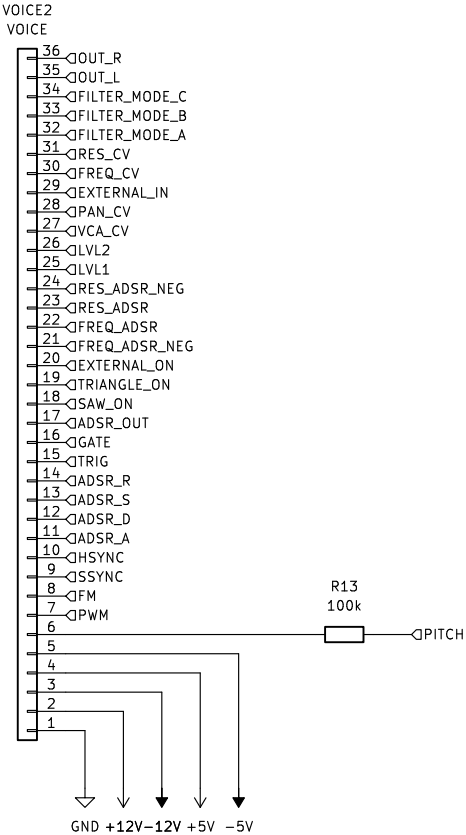 VOICE2
VOICE
36 OUT_R
35 OUT_L
34 FILTER_MODE_C
33 FILTER_MODE_B
32 FILTER_MODE_A
31 RES_CV
30 FREQ_CV
29 EXTERNAL_IN
28 PAN_CV
27 VCA_CV
26 LVL2
25 LVL1
24 RES_ADSR_NEG
23 RES_ADSR
22 FREQ_ADSR
21 FREQ_ADSR_NEG
20 EXTERNAL_ON
19 TRIANGLE_ON
18 SAW_ON
17 ADSR_OUT
16 GATE
15 TRIG
14 ADSR_R
13 ADSR_S
12 ADSR_D
11 ADSR_A
10 HSYNC
9 SSYNC
8 FM
7 PWM
R13
100k
6 PITCH
5
4
3
2
1
GND +12V -12V +5V -5V